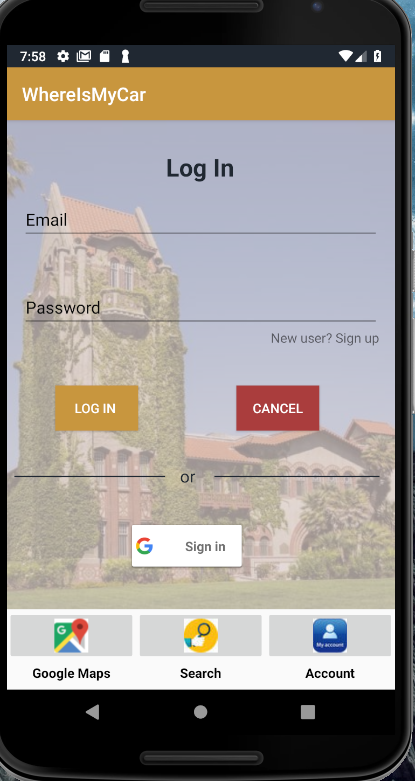 7:58
WhereIsMyCar
Log In
Email
Password
New user? Sign up
LOG IN CANCEL
or
G Sign in
G My account
Google Maps Search Account